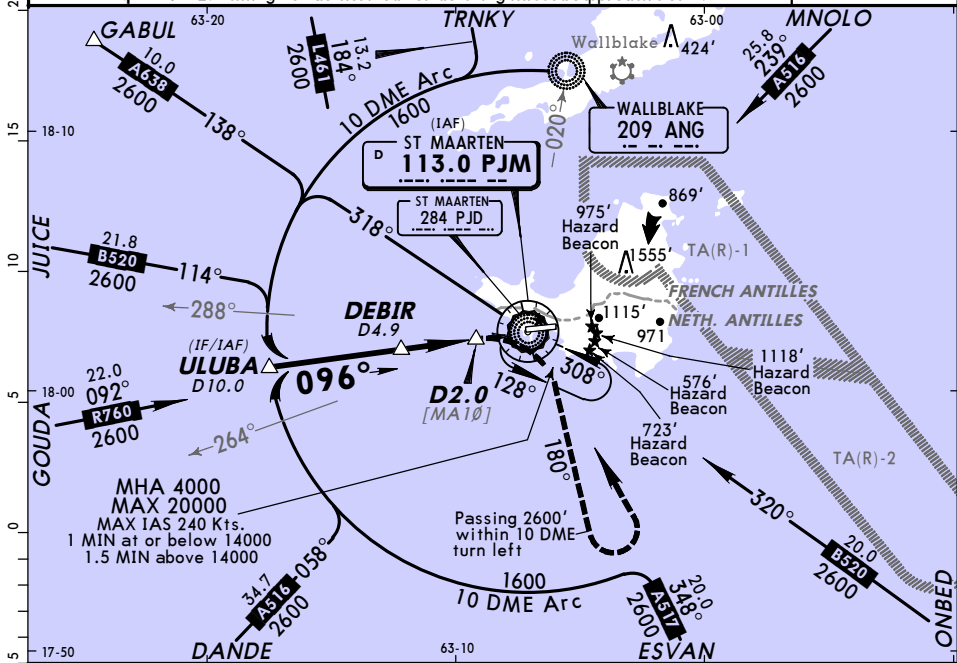 63-20
63-00
GABUL
10.0
A638
2600
138°
L461
2600
184°
13.2
TRNKY
10 DME Arc
1600
Wallblake
424'
MNOLO
25.8
239°
A516
2600
020°
WALLBLAKE
209 ANG
(IAF)
ST MAARTEN
D 113.0 PJM
ST MAARTEN
284 PJD
15
18-10
318°
975'
Hazard
Beacon
869'
1555'
TA(R)-1
FRENCH ANTILLES
NETH. ANTILLES
JUICE
21.8
B520
2600
114°
10
288°
DEBIR
D4.9
(IF/IAF)
ULUBA
D10.0
096°
1115'
971
1118'
Hazard
Beacon
576'
Hazard
Beacon
723'
Hazard
Beacon
128°
308°
D2.0
[MA10]
18-00
5
GOUDA
22.0
092°
R760
2600
264°
180°
TA(R)-2
MHA 4000
MAX 20000
MAX IAS 240 Kts.
1 MIN at or below 14000
1.5 MIN above 14000
Passing 2600'
within 10 DME
turn left
320°
20.0
B520
2600
ONBED
0
34.7
A516
2600
058°
DANDE
1600
10 DME Arc
20.0
348°
A517
2600
ESVAN
5
17-50
63-10